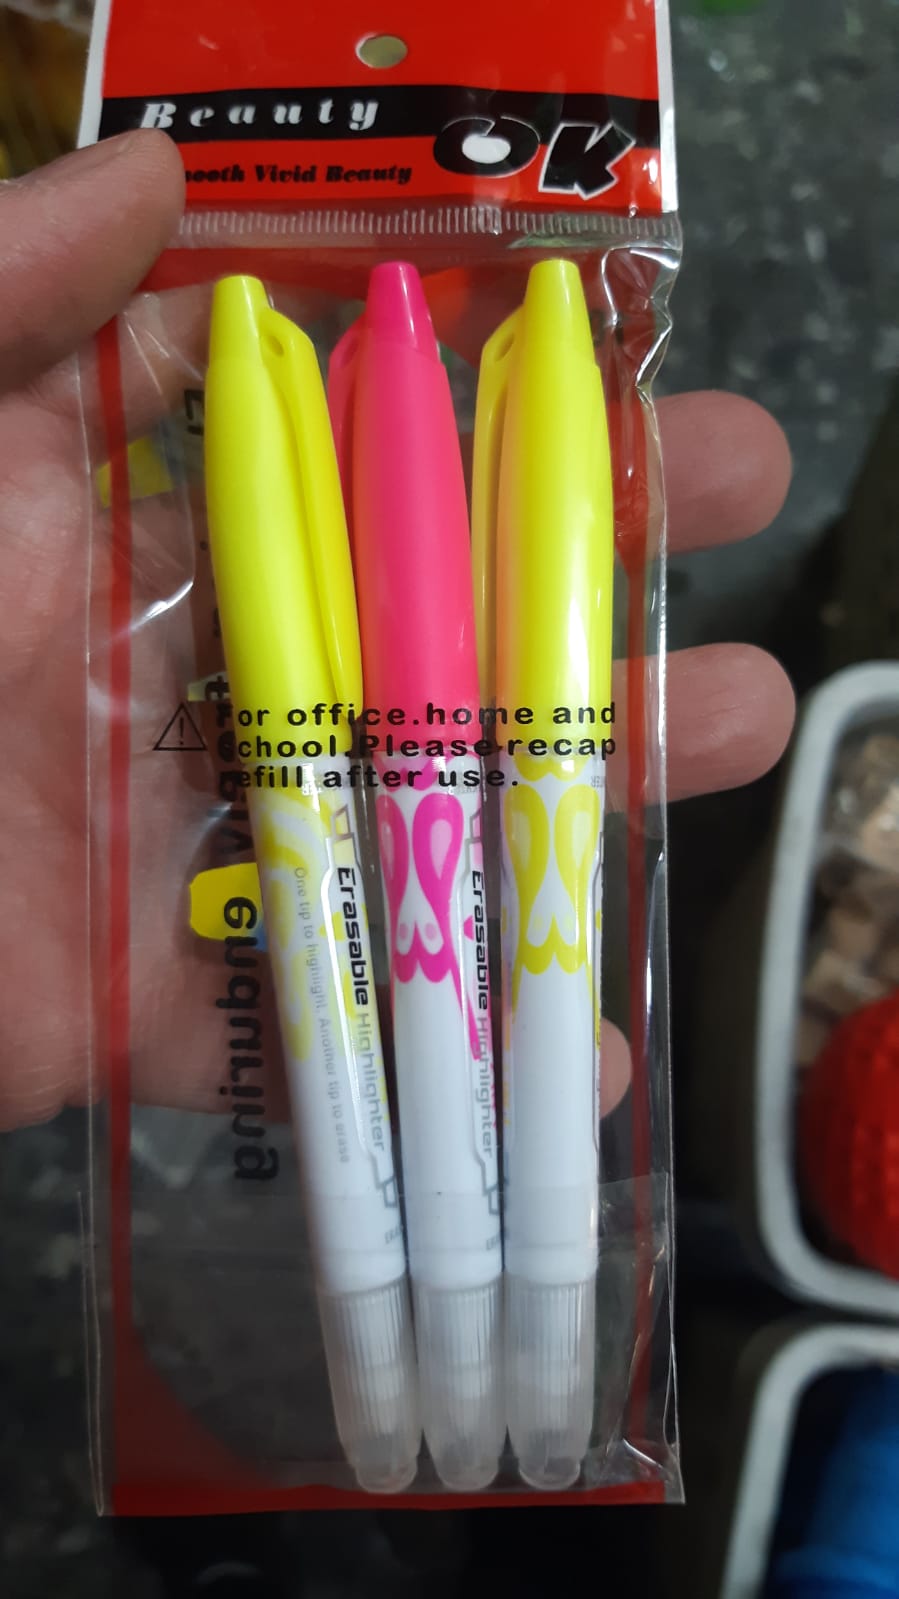 Beauty
OK
Smooth Vivid Beauty
For office.home and
school.Please recap
refill after use.
Erasable Highlighter
One tip to highlight, Another tip to erase
Erasable Highlighter
enduring